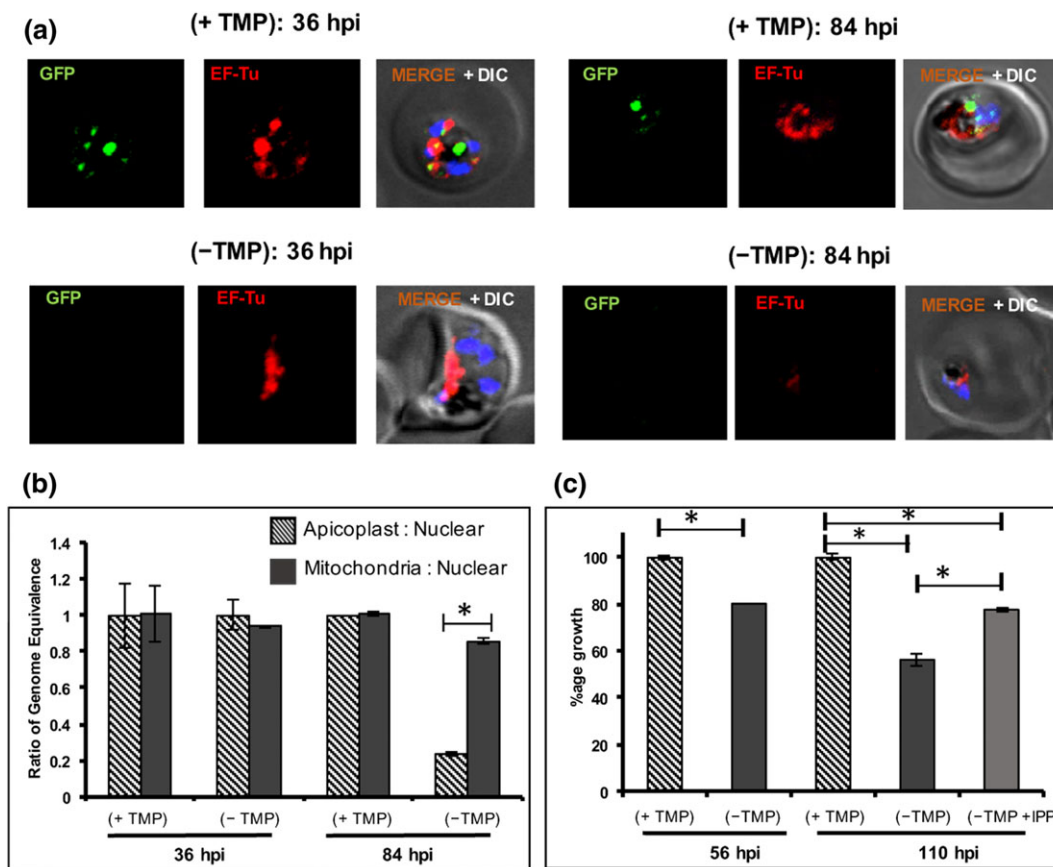 (a)
(+ TMP): 36 hpi
(+ TMP): 84 hpi
GFP
EF-Tu
MERGE + DIC
GFP
EF-Tu
MERGE + DIC
(−TMP): 36 hpi
(−TMP): 84 hpi
GFP
EF-Tu
MERGE + DIC
GFP
EF-Tu
MERGE + DIC
(b)
Apicoplast : Nuclear
Mitochondria : Nuclear
Ratio of Genome Equivalence
1.4
1.2
1
0.8
0.6
0.4
0.2
0
*
(+ TMP)
(− TMP)
(+ TMP)
(−TMP)
36 hpi
84 hpi
(c)
%age growth
100
80
60
40
20
0
*
*
*
*
(+ TMP)
(−TMP)
(+ TMP)
(−TMP)
(−TMP +IPP)
56 hpi
110 hpi